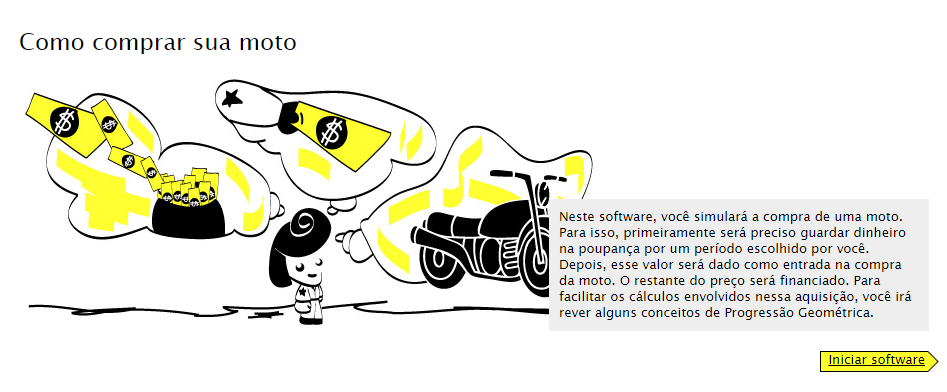 Como comprar sua moto
Neste software, você simulará a compra de uma moto.
Para isso, primeiramente será preciso guardar dinheiro
na poupança por um período escolhido por você.
Depois, esse valor será dado como entrada na compra
da moto. O restante do preço será financiado. Para
facilitar os cálculos envolvidos nessa aquisição, você irá
rever alguns conceitos de Progressão Geométrica.
Iniciar software